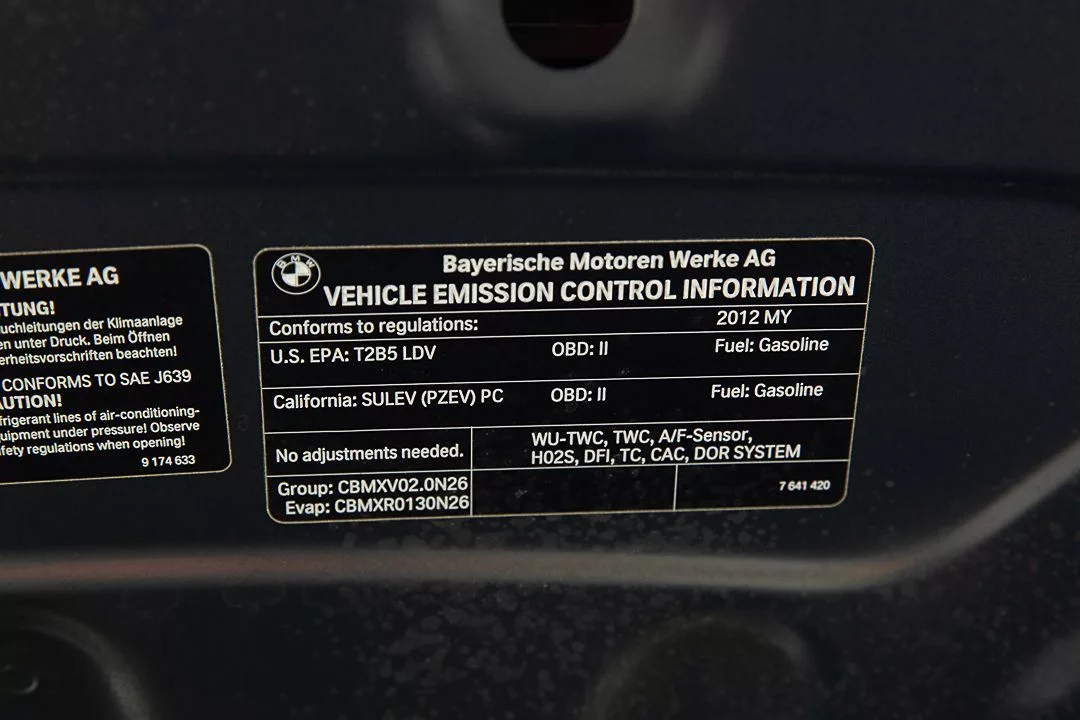 WERKE AG
TUNG!
uchleitungen der Klimaanlage
en unter Druck. Beim Öffnen
erheitsvorschriften beachten!
CONFORMS TO SAE J639
AUTION!
frigerant lines of air-conditioning-
quipment under pressure! Observe
fety regulations when opening!
9 174 633
BMW
Bayerische Motoren Werke AG
VEHICLE EMISSION CONTROL INFORMATION
Conforms to regulations: 2012 MY
U.S. EPA: T2B5 LDV OBD: II Fuel: Gasoline
California: SULEV (PZEV) PC OBD: II Fuel: Gasoline
No adjustments needed.
WU-TWC, TWC, A/F-Sensor,
H02S, DFI, TC, CAC, DOR SYSTEM
Group: CBMXV02.0N26
Evap: CBMXR0130N26
7 641 420